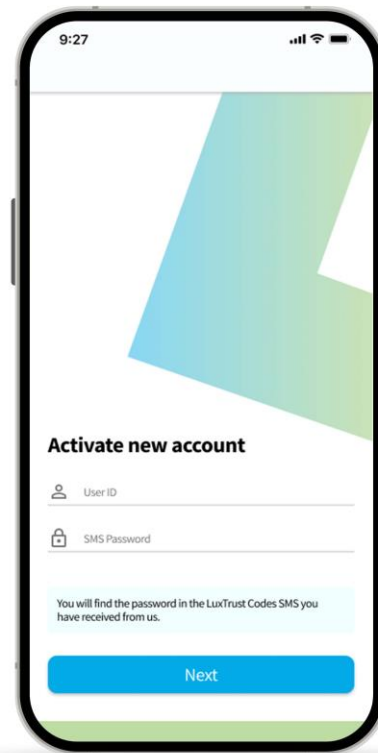 9:27
Activate new account
User ID
SMS Password
You will find the password in the LuxTrust Codes SMS you
have received from us.
Next